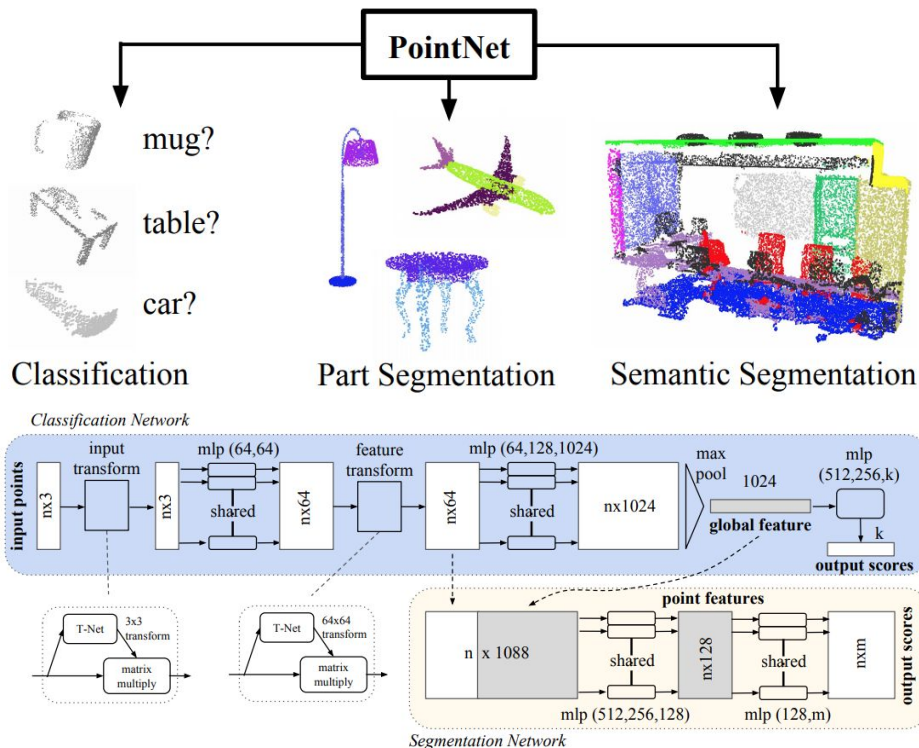 PointNet
mug?
table?
car?
Classification
Part Segmentation
Semantic Segmentation
Classification Network
input points
nx3
input
transform
nx3
mlp (64,64)
shared
nx64
feature
transform
nx64
mlp (64,128,1024)
shared
nx1024
max
pool
1024
global feature
mlp
(512,256,k)
k
output scores
T-Net
3x3
transform
matrix
multiply
T-Net
64x64
transform
matrix
multiply
point features
n x 1088
shared
mlp (512,256,128)
nx128
shared
mlp (128,m)
nxm
output scores
Segmentation Network